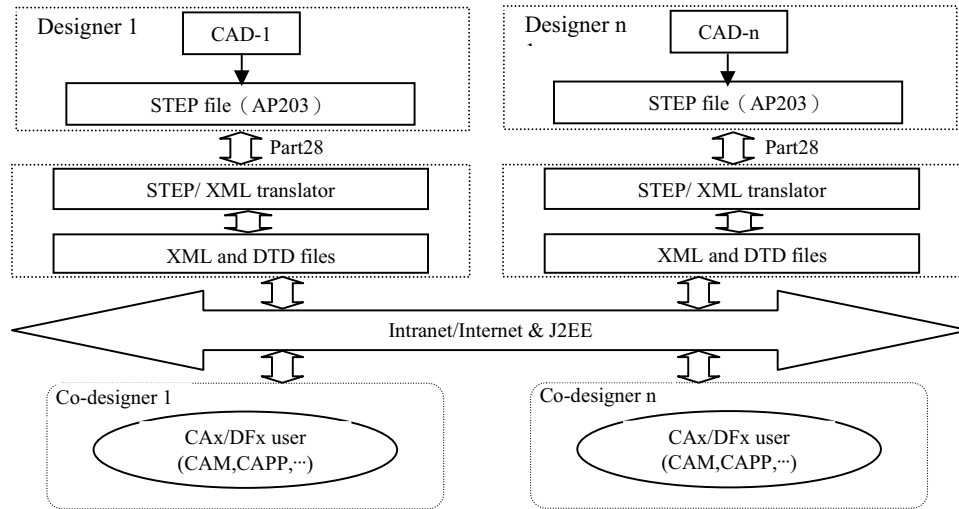 Designer 1
CAD-1
STEP file（AP203）
Part28
STEP/ XML translator
XML and DTD files
Designer n
CAD-n
STEP file（AP203）
Part28
STEP/ XML translator
XML and DTD files
Intranet/Internet & J2EE
Co-designer 1
CAx/DFx user
(CAM,CAPP,···)
Co-designer n
CAx/DFx user
(CAM,CAPP,···)